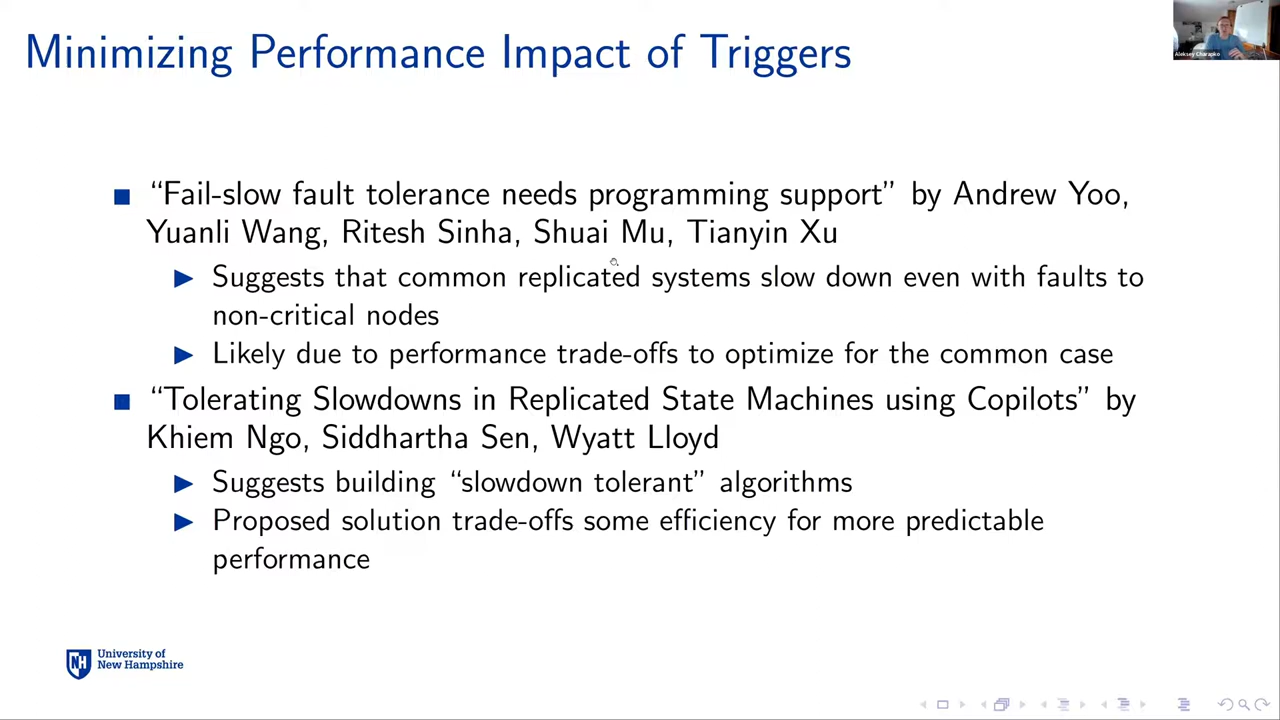 Minimizing Performance Impact of Triggers
Aleksey Charapko
“Fail-slow fault tolerance needs programming support” by Andrew Yoo,
Yuanli Wang, Ritesh Sinha, Shuai Mu, Tianyin Xu
Suggests that common replicated systems slow down even with faults to
non-critical nodes
Likely due to performance trade-offs to optimize for the common case
“Tolerating Slowdowns in Replicated State Machines using Copilots” by
Khiem Ngo, Siddhartha Sen, Wyatt Lloyd
Suggests building “slowdown tolerant” algorithms
Proposed solution trade-offs some efficiency for more predictable
performance
NH
University of
New Hampshire